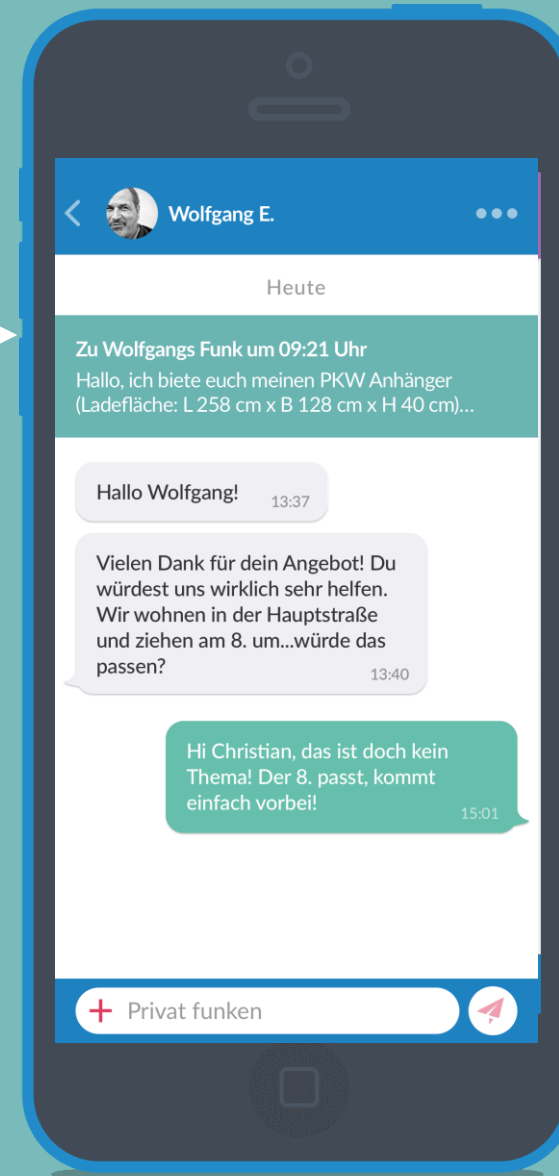 Wolfgang E.
Heute
Zu Wolfgangs Funk um 09:21 Uhr
Hallo, ich biete euch meinen PKW Anhänger
(Ladefläche: L 258 cm x B 128 cm x H 40 cm)...
Hallo Wolfgang!
13:37
Vielen Dank für dein Angebot! Du
würdest uns wirklich sehr helfen.
Wir wohnen in der Hauptstraße
und ziehen am 8. um...würde das
passen?
13:40
Hi Christian, das ist doch kein
Thema! Der 8. passt, kommt
einfach vorbei!
15:01
Privat funken